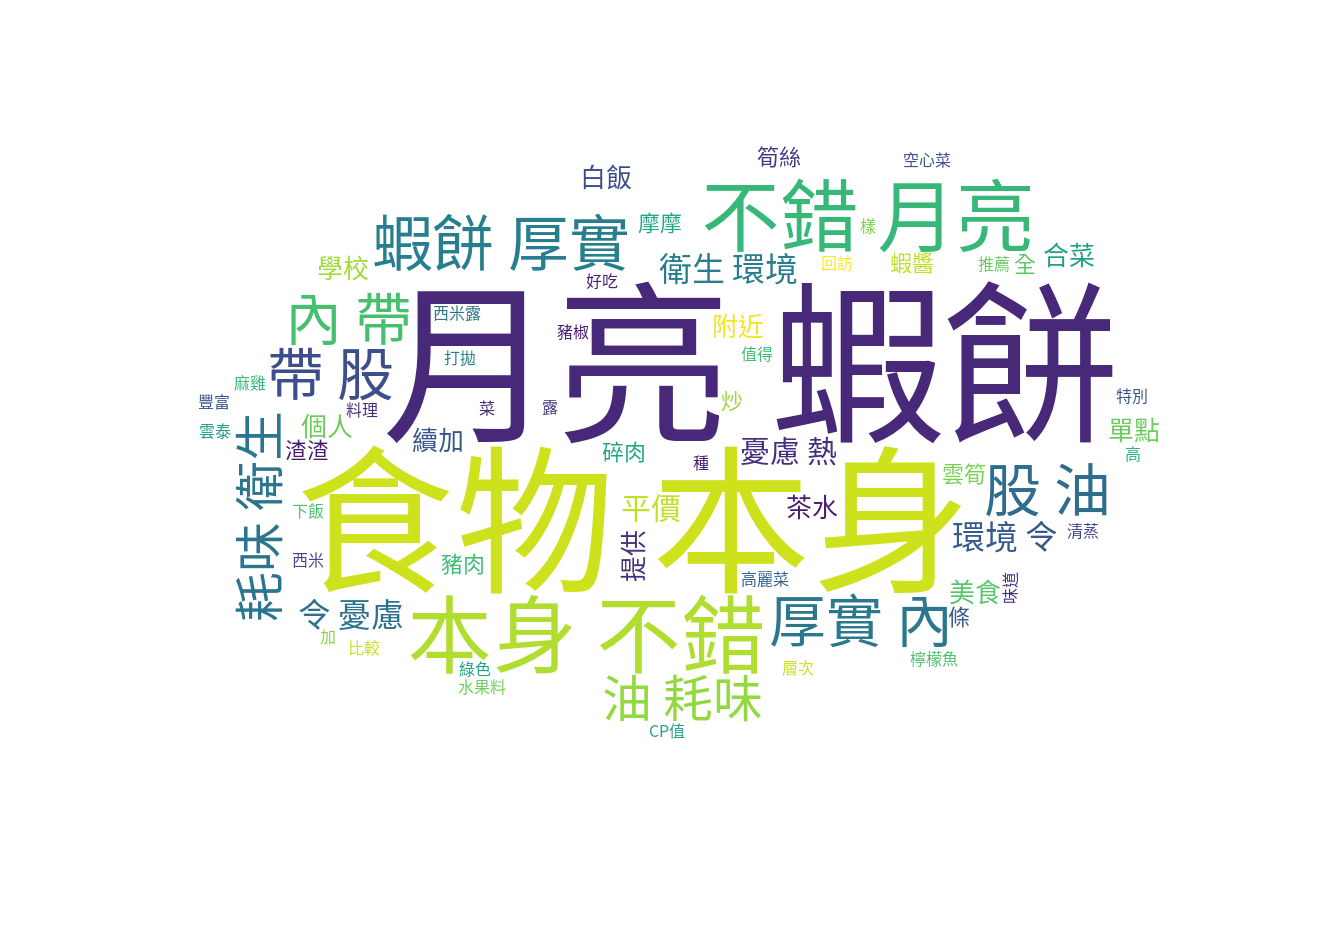 筍絲
空心菜
白飯
不錯 月亮
蝦餅 厚實
摩摩
樣
學校
衛生 環境
回訪
蝦醬
推薦
全
合菜
好吃
月亮 蝦餅
內 帶
西米露
豬椒
附近
打拋
值得
帶 股
麻雞
豐富
料理
菜
露
炒
特別
雲泰
個人
續加
渣渣
碎肉
種
憂慮 熱
單點
高
食物 本身
耗味 衛生
雲筍
股 油
下飯
平價
茶水
環境 令
清蒸
西米
豬肉
提供
高麗菜
美食
味道
令 憂慮
本身 不錯
厚實 內
條
加
比較
綠色
層次
檸檬魚
水果料
油 耗味
CP值